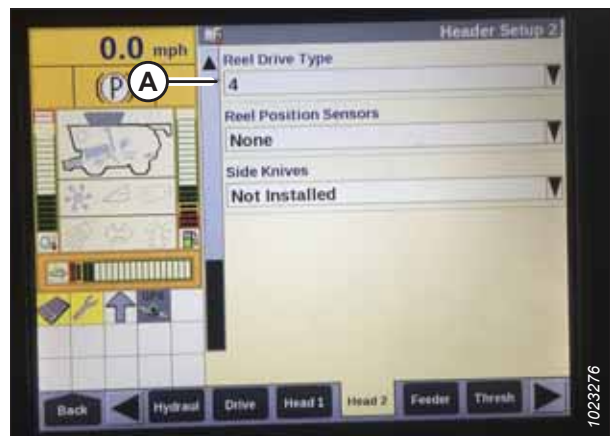 0.0 mph
Header Setup 2
(P)
A
Reel Drive Type
4
Reel Position Sensors
None
Side Knives
Not Installed
GPS
Back
Hydraul
Drive
Head 1
Head 2
Feeder
Thresh
1023276